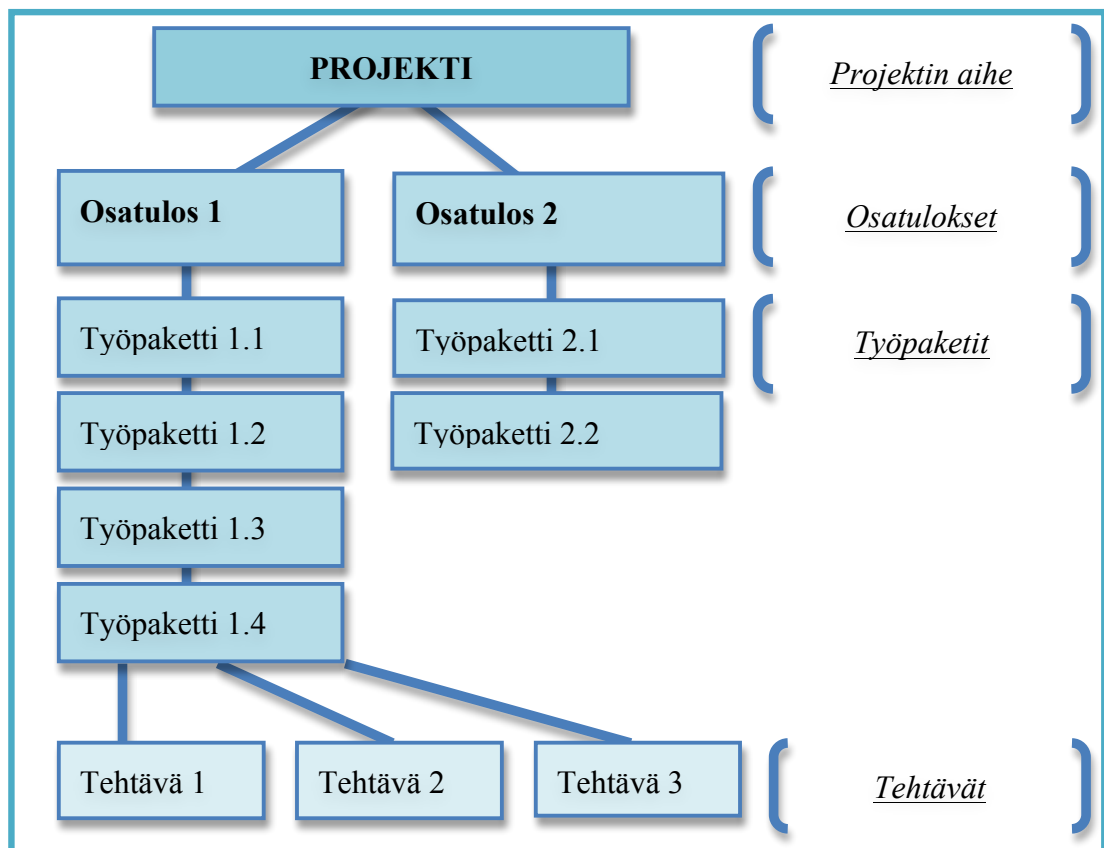 PROJEKTI
Projektin aihe
Osatulos 1
Osatulos 2
Osatulokset
Työpaketti 1.1
Työpaketti 2.1
Työpaketit
Työpaketti 1.2
Työpaketti 2.2
Työpaketti 1.3
Työpaketti 1.4
Tehtävä 1
Tehtävä 2
Tehtävä 3
Tehtävät